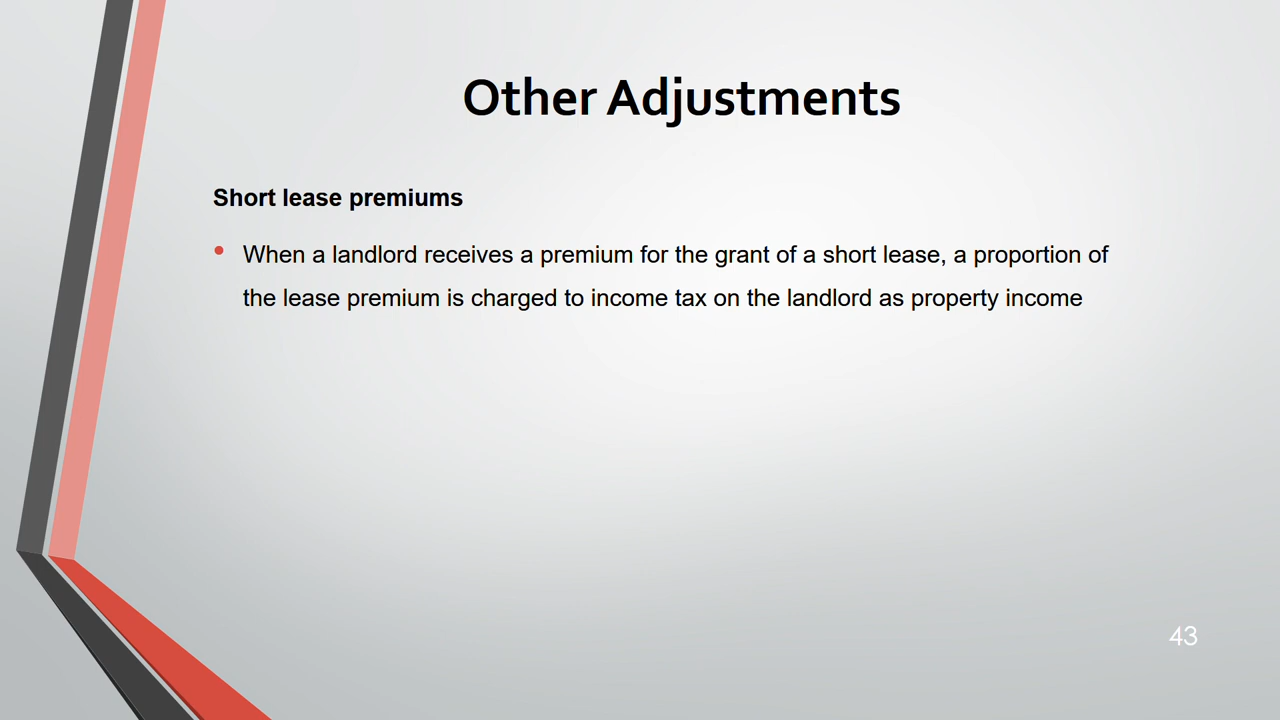 Other Adjustments
Short lease premiums
• When a landlord receives a premium for the grant of a short lease, a proportion of
the lease premium is charged to income tax on the landlord as property income
43